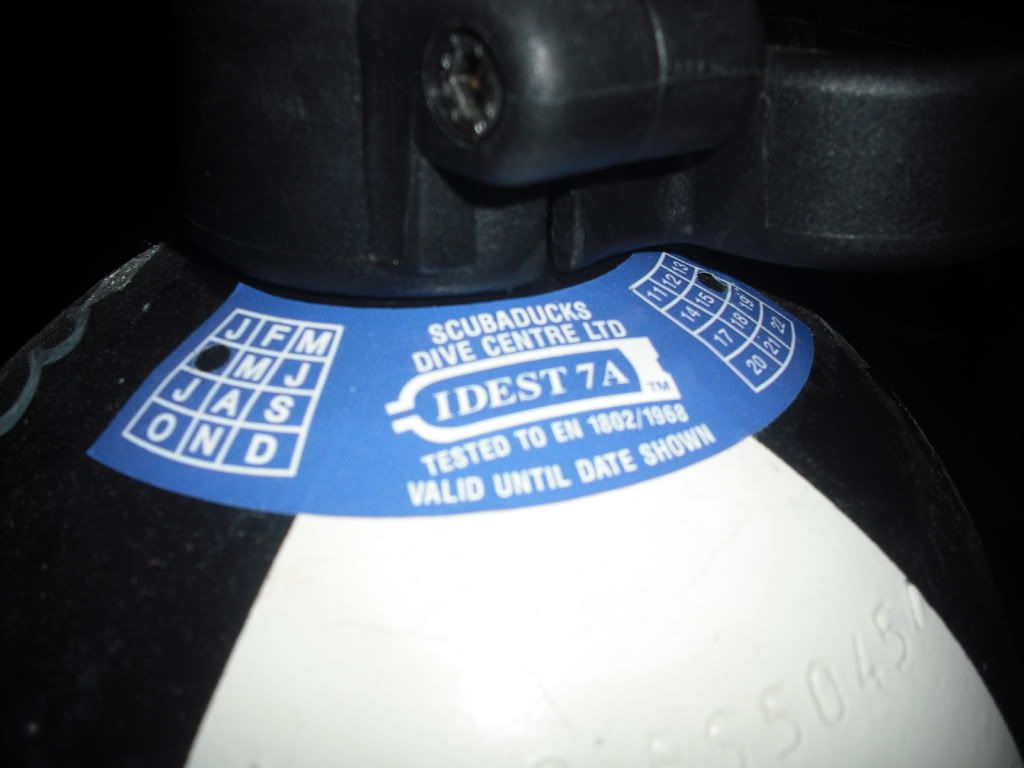 J F M
M J
J A S
O N D
SCUBADUCKS
DIVE CENTRE LTD
IDEST 7A TM
TESTED TO EN 1802/1968
VALID UNTIL DATE SHOWN
11 12 13
14 15
17 18 19
20 21 22